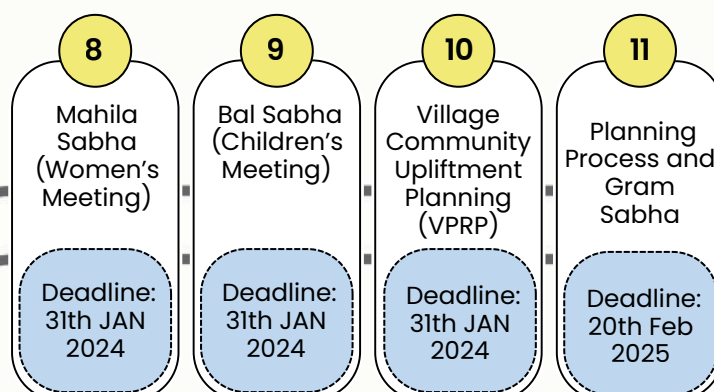 8
Mahila
Sabha
(Women's
Meeting)
Deadline:
31th JAN
2024
9
Bal Sabha
(Children's
Meeting)
Deadline:
31th JAN
2024
10
Village
Community
Upliftment
Planning
(VPRP)
Deadline:
31th JAN
2024
11
Planning
Process and
Gram
Sabha
Deadline:
20th Feb
2025